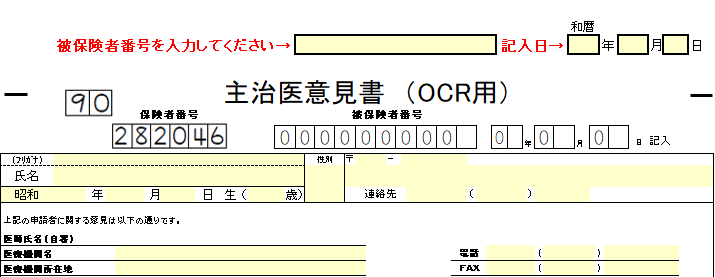 和暦
被保険者番号を入力してください→ 記入日→ 年 月 日
主治医意見書 (OCR用)
90
保険者番号 被保険者番号
282046 000000000 0 年 0 月 0 日 記入
(フリガナ) 性別 〒 －
氏名
昭和 年 月 日 生( 歳) 連絡先 ( )
上記の申請者に関する意見は以下の通りです。
医師氏名(自署)
医療機関名 電話 ( )
医療機関所在地 FAX ( )